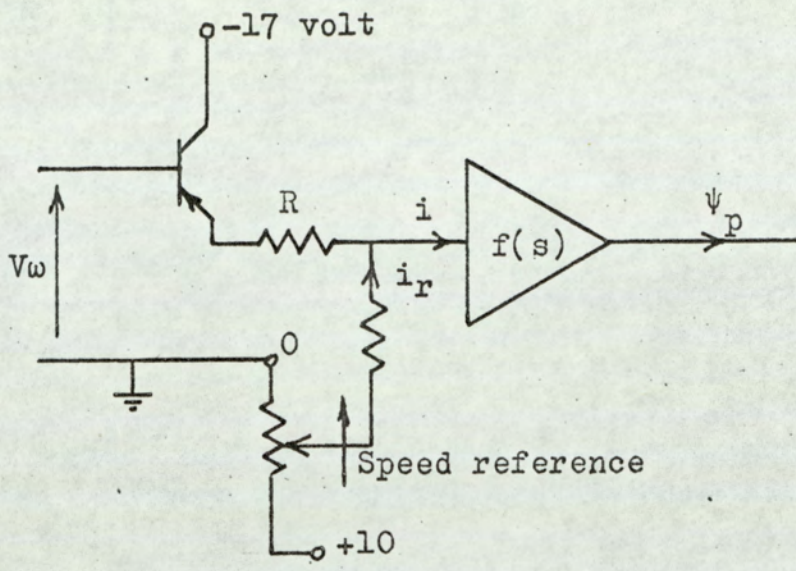 -17 volt
R
i
ψp
f(s)
Vω
ir
0
Speed reference
+10